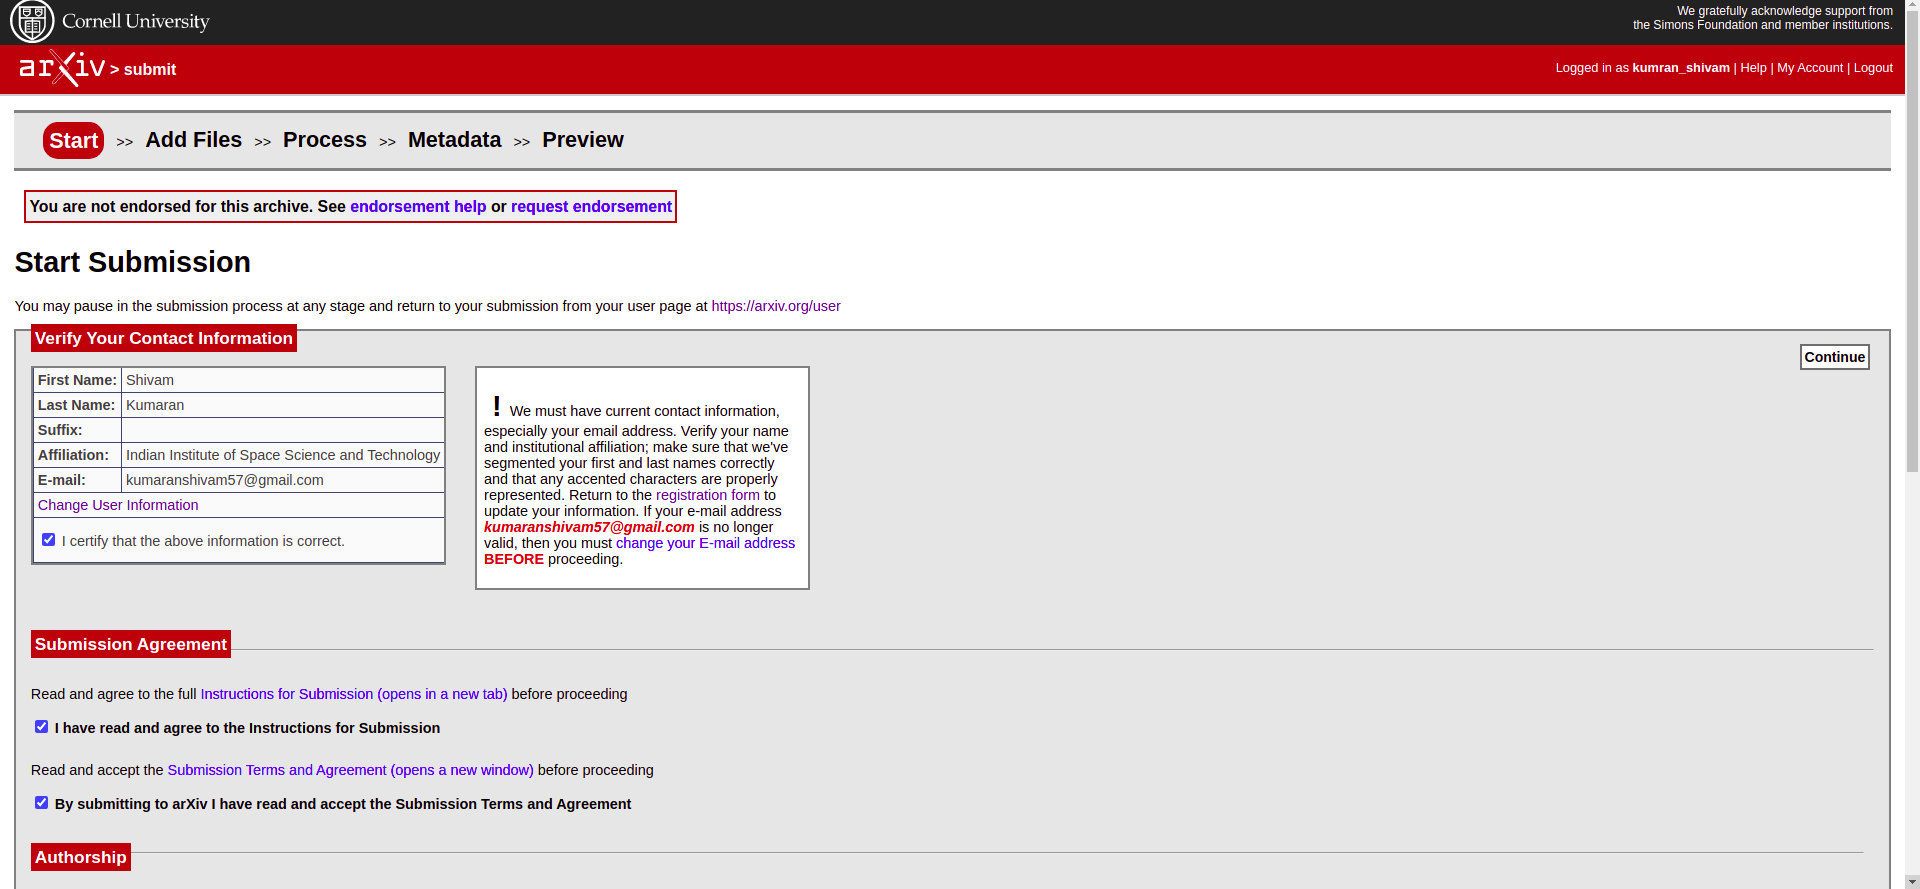 Cornell University
We gratefully acknowledge support from
the Simons Foundation and member institutions.
arXiv > submit
Logged in as kumran_shivam | Help | My Account | Logout
Start >> Add Files >> Process >> Metadata >> Preview
You are not endorsed for this archive. See endorsement help or request endorsement
Start Submission
You may pause in the submission process at any stage and return to your submission from your user page at https://arxiv.org/user
Verify Your Contact Information
Continue
First Name: Shivam
Last Name: Kumaran
Suffix:
Affiliation: Indian Institute of Space Science and Technology
E-mail: kumaranshivam57@gmail.com
Change User Information
I certify that the above information is correct.
! We must have current contact information,
especially your email address. Verify your name
and institutional affiliation; make sure that we've
segmented your first and last names correctly
and that any accented characters are properly
represented. Return to the registration form to
update your information. If your e-mail address
kumaranshivam57@gmail.com is no longer
valid, then you must change your E-mail address
BEFORE proceeding.
Submission Agreement
Read and agree to the full Instructions for Submission (opens in a new tab) before proceeding
I have read and agree to the Instructions for Submission
Read and accept the Submission Terms and Agreement (opens a new window) before proceeding
By submitting to arXiv I have read and accept the Submission Terms and Agreement
Authorship